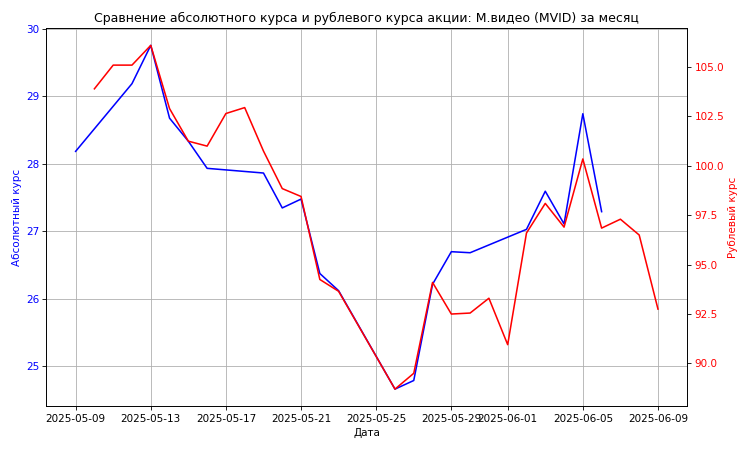 Сравнение абсолютного курса и рублевого курса акции: М.видео (MVID) за месяц
30
29
28
27
26
25
Абсолютный курс
105.0
102.5
100.0
97.5
95.0
92.5
90.0
Рублевый курс
2025-05-09 2025-05-13 2025-05-17 2025-05-21 2025-05-25 2025-05-29 2025-06-01 2025-06-05 2025-06-09
Дата